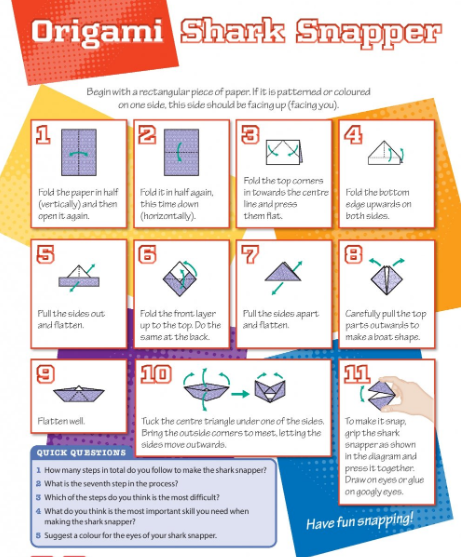 Origami Shark Snapper
Begin with a rectangular piece of paper. If it is patterned or coloured
on one side, this side should be facing up (facing you).
1
Fold the paper in half
(vertically) and then
open it again.
2
Fold it in half again,
this time down
(horizontally).
3
Fold the top corners
in towards the centre
line and press
them flat.
4
Fold the bottom
edge upwards on
both sides.
5
Pull the sides out
and flatten.
6
Fold the front layer
up to the top. Do the
same at the back.
7
Pull the sides apart
and flatten.
8
Carefully pull the top
parts outwards to
make a boat shape.
9
Flatten well.
10
Tuck the centre triangle under one of the sides.
Bring the outside corners to meet, letting the
sides move outwards.
11
To make it snap,
grip the shark
snapper as shown
in the diagram and
press it together.
Draw on eyes or glue
on googly eyes.
QUICK QUESTIONS
1 How many steps in total do you follow to make the shark snapper?
2 What is the seventh step in the process?
3 Which of the steps do you think is the most difficult?
4 What do you think is the most important skill you need when
making the shark snapper?
5 Suggest a colour for the eyes of your shark snapper.
Have fun snapping!